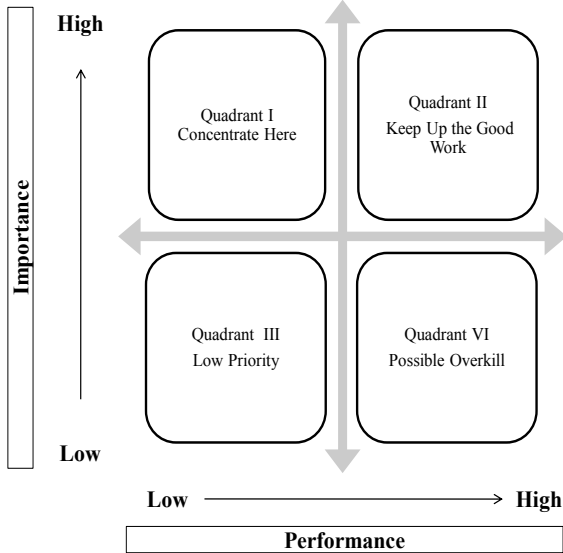 High
Quadrant I
Concentrate Here
Quadrant II
Keep Up the Good
Work
Importance
Quadrant III
Low Priority
Quadrant VI
Possible Overkill
Low
Low
High
Performance